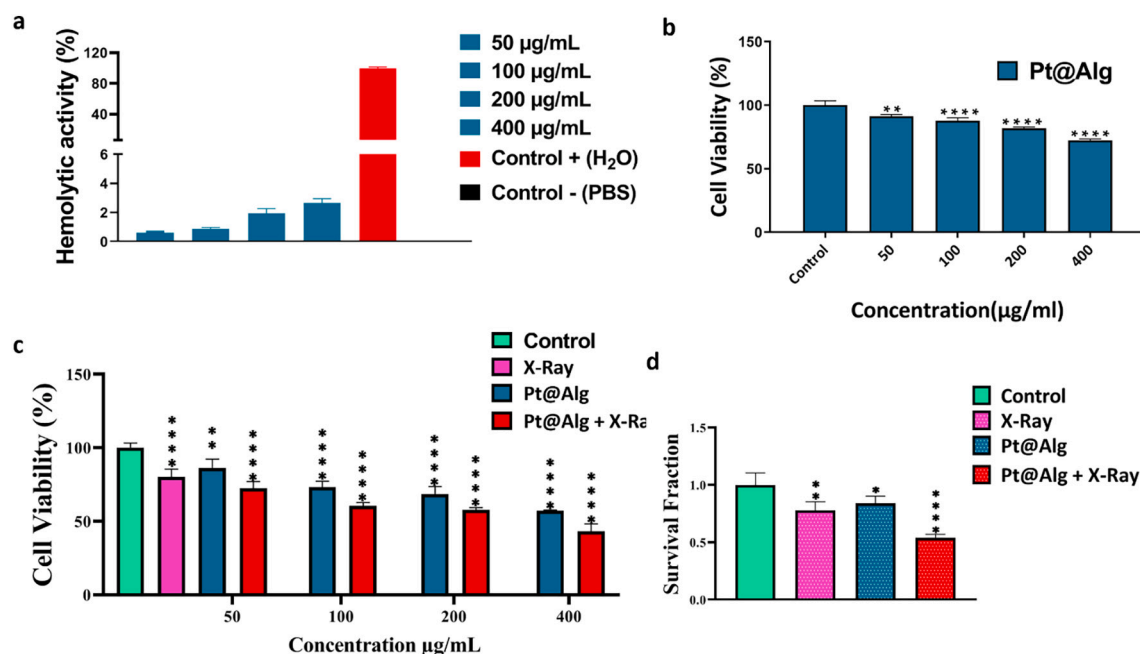 a
Hemolytic activity (%)
120
80
40
6
4
2
0
50 µg/mL
100 µg/mL
200 µg/mL
400 µg/mL
Control + (H₂O)
Control - (PBS)
b
Cell Viability (%)
150
100
50
0
Pt@Alg
**
****
****
****
Control
50
100
200
400
Concentration(µg/ml)
c
Cell Viability (%)
150
100
50
0
Control
X-Ray
Pt@Alg
Pt@Alg + X-Ra
****
**
****
****
****
****
****
****
****
50
100
200
400
Concentration µg/mL
d
Survival Fraction
1.5
1.0
0.5
0.0
Control
X-Ray
Pt@Alg
Pt@Alg + X-Ray
**
*
****